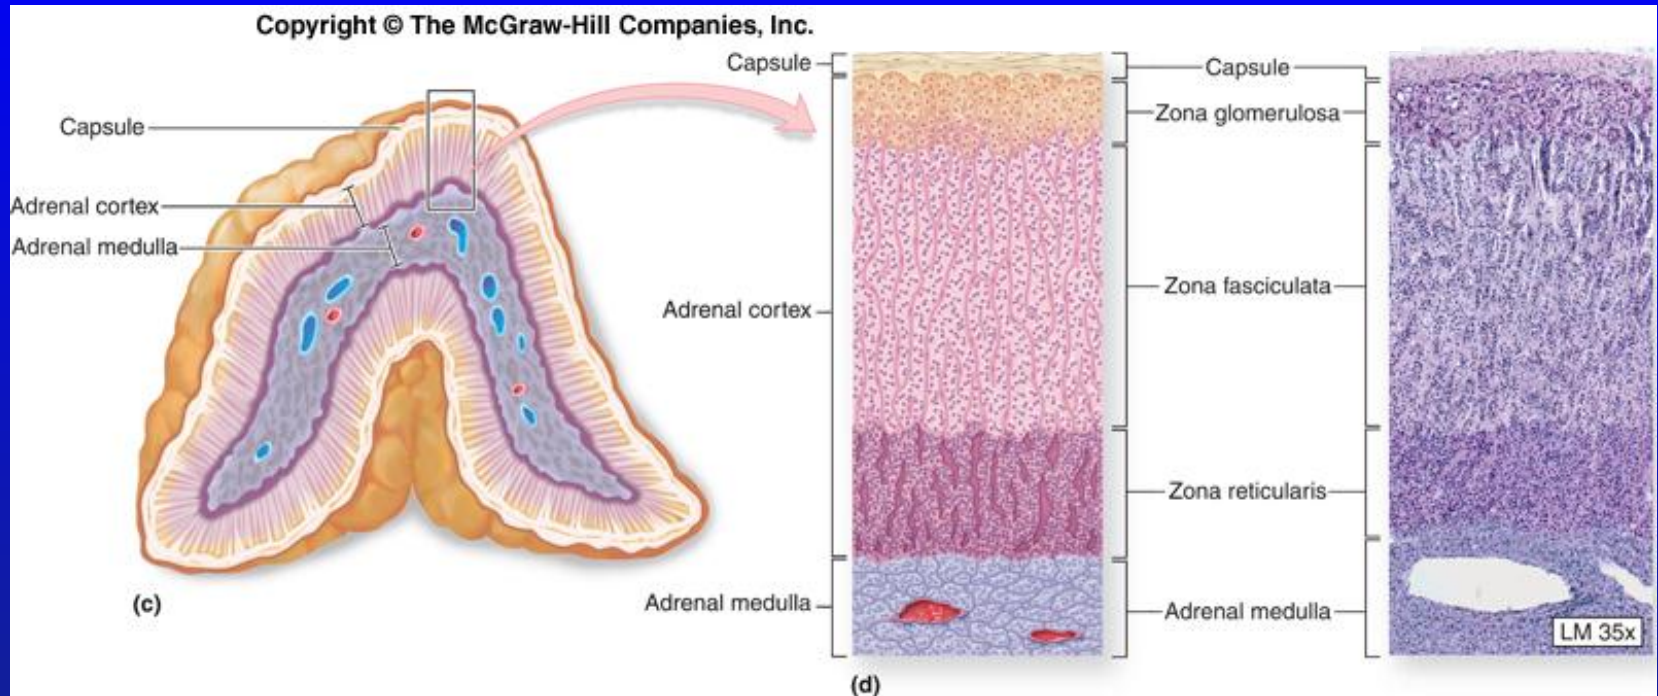 Copyright © The McGraw-Hill Companies, Inc.
Capsule
Adrenal cortex
Adrenal medulla
(c)
Capsule
Adrenal cortex
Adrenal medulla
(d)
Capsule
Zona glomerulosa
Zona fasciculata
Zona reticularis
Adrenal medulla
LM 35x